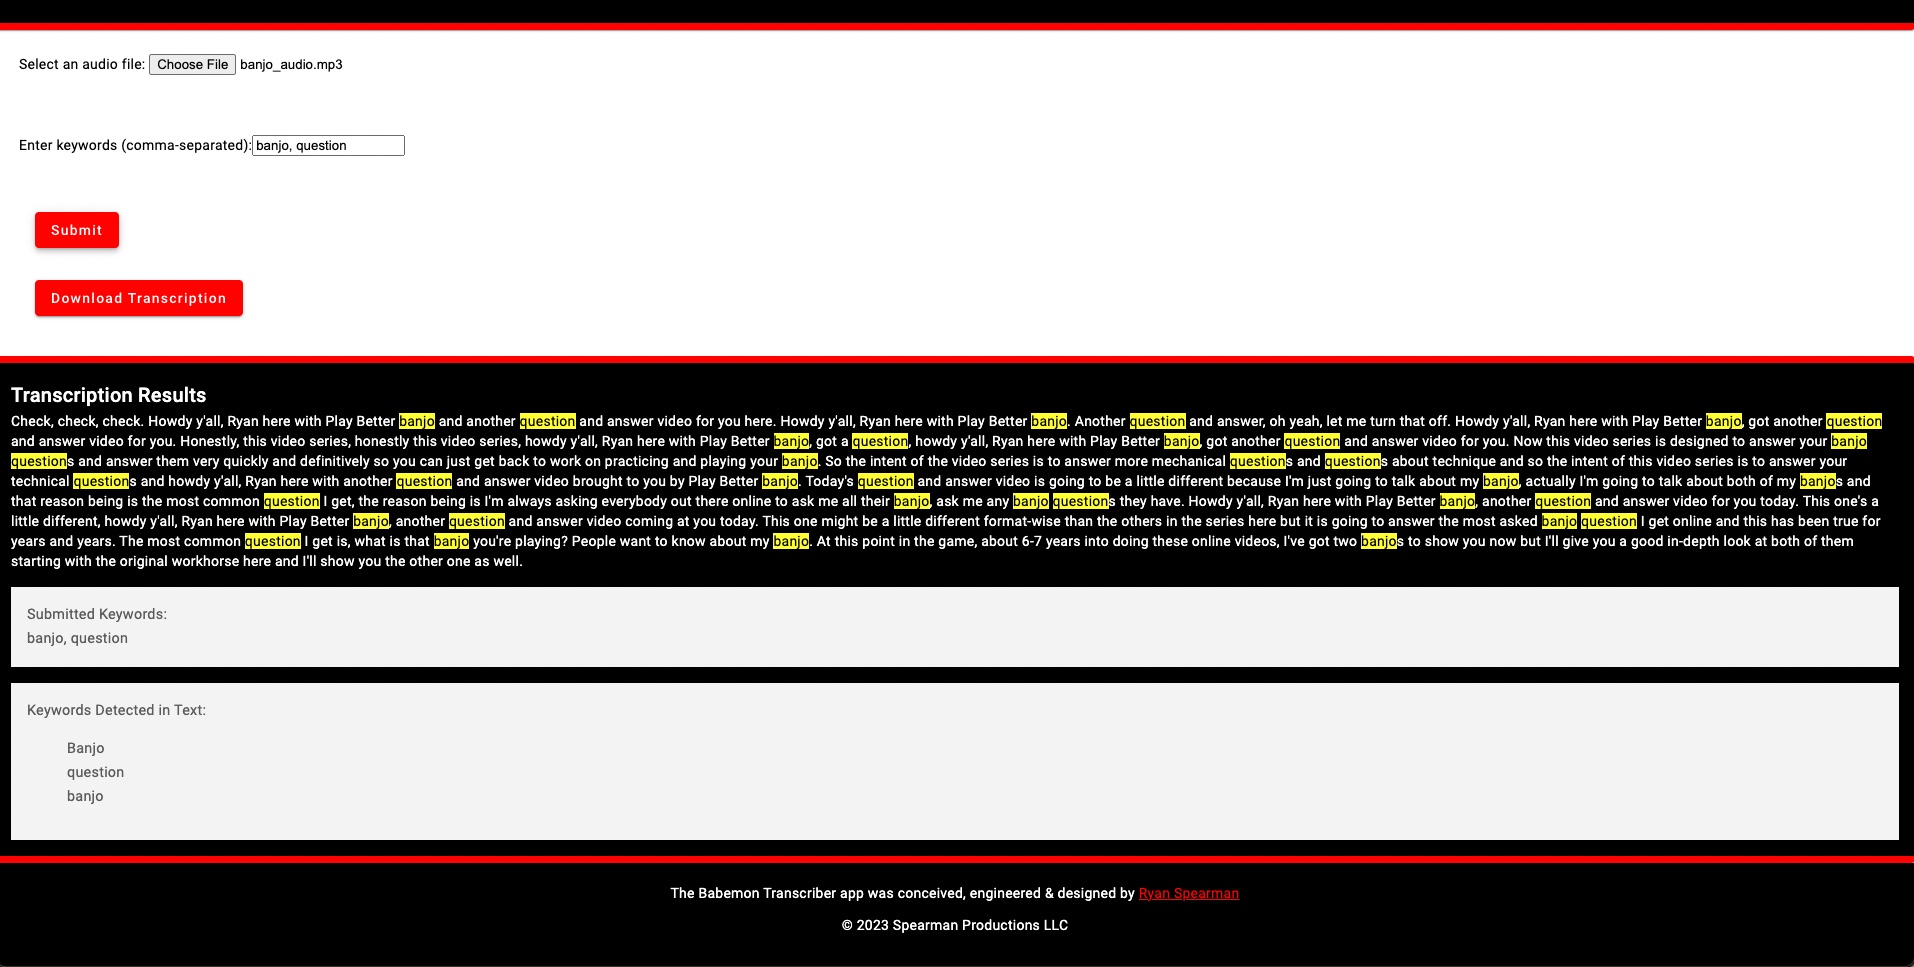 Select an audio file: Choose File banjo_audio.mp3
Enter keywords (comma-separated): banjo, question
Submit
Download Transcription
Transcription Results
Check, check, check. Howdy y'all, Ryan here with Play Better banjo and another question and answer video for you here. Howdy y'all, Ryan here with Play Better banjo. Another question and answer, oh yeah, let me turn that off. Howdy y'all, Ryan here with Play Better banjo, got another question
and answer video for you. Honestly, this video series, honestly this video series, howdy y'all, Ryan here with Play Better banjo, got a question, howdy y'all, Ryan here with Play Better banjo, got another question and answer video for you. Now this video series is designed to answer your banjo
questions and answer them very quickly and definitively so you can just get back to work on practicing and playing your banjo. So the intent of the video series is to answer more mechanical questions and questions about technique and so the intent of this video series is to answer your
technical questions and howdy y'all, Ryan here with another question and answer video brought to you by Play Better banjo. Today's question and answer video is going to be a little different because I'm just going to talk about my banjo, actually I'm going to talk about both of my banjos and
that reason being is the most common question I get, the reason being is I'm always asking everybody out there online to ask me all their banjo, ask me any banjo questions they have. Howdy y'all, Ryan here with Play Better banjo, another question and answer video for you today. This one's a
little different, howdy y'all, Ryan here with Play Better banjo, another question and answer video coming at you today. This one might be a little different format-wise than the others in the series here but it is going to answer the most asked banjo question I get online and this has been true for
years and years. The most common question I get is, what is that banjo you're playing? People want to know about my banjo. At this point in the game, about 6-7 years into doing these online videos, I've got two banjos to show you now but I'll give you a good in-depth look at both of them
starting with the original workhorse here and I'll show you the other one as well.
Submitted Keywords:
banjo, question
Keywords Detected in Text:
Banjo
question
banjo
The Babemon Transcriber app was conceived, engineered & designed by Ryan Spearman
© 2023 Spearman Productions LLC